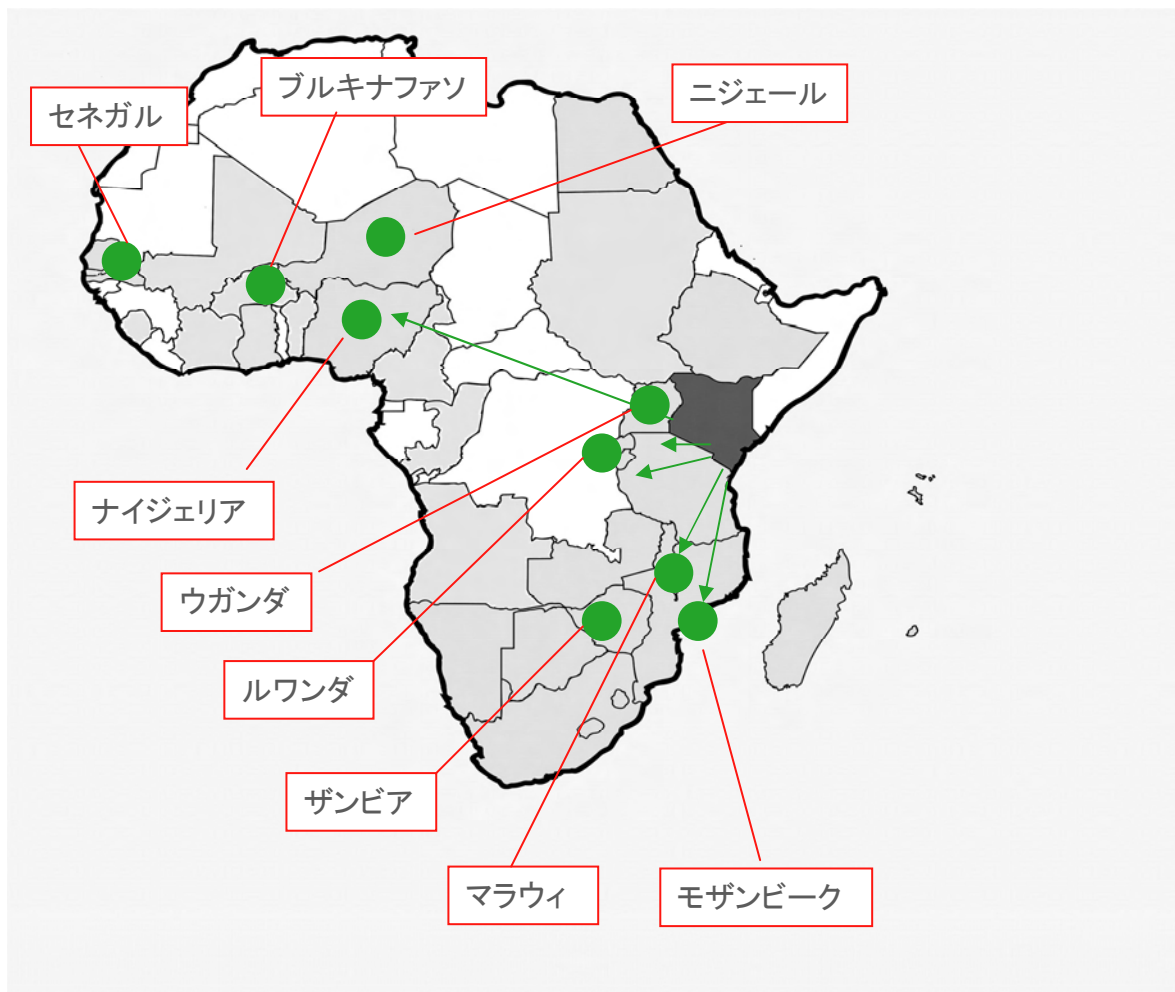 ブルキナファソ
ニジェール
セネガル
ナイジェリア
ウガンダ
ルワンダ
ザンビア
マラウィ
モザンビーク